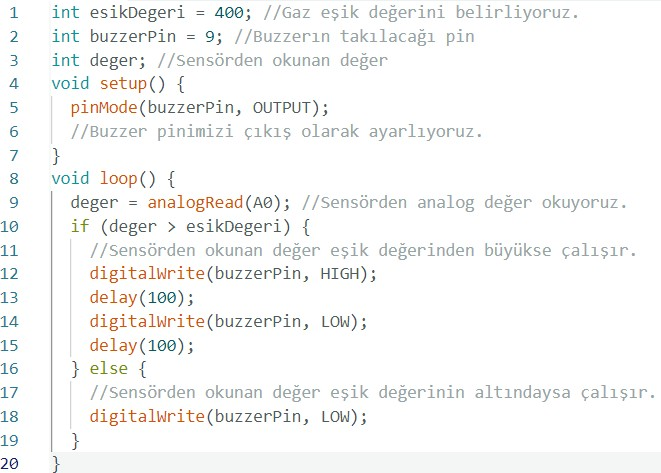 1 int esikDegeri = 400; //Gaz eşik değerini belirliyoruz.
2 int buzzerPin = 9; //Buzzerın takılacağı pin
3 int deger; //Sensörden okunan değer
4 void setup() {
5   pinMode(buzzerPin, OUTPUT);
6   //Buzzer pinimizi çıkış olarak ayarlıyoruz.
7 }
8 void loop() {
9   deger = analogRead(A0); //Sensörden analog değer okuyoruz.
10   if (deger > esikDegeri) {
11     //Sensörden okunan değer eşik değerinden büyükse çalışır.
12     digitalWrite(buzzerPin, HIGH);
13     delay(100);
14     digitalWrite(buzzerPin, LOW);
15     delay(100);
16   } else {
17     //Sensörden okunan değer eşik değerinin altındaysa çalışır.
18     digitalWrite(buzzerPin, LOW);
19   }
20 }